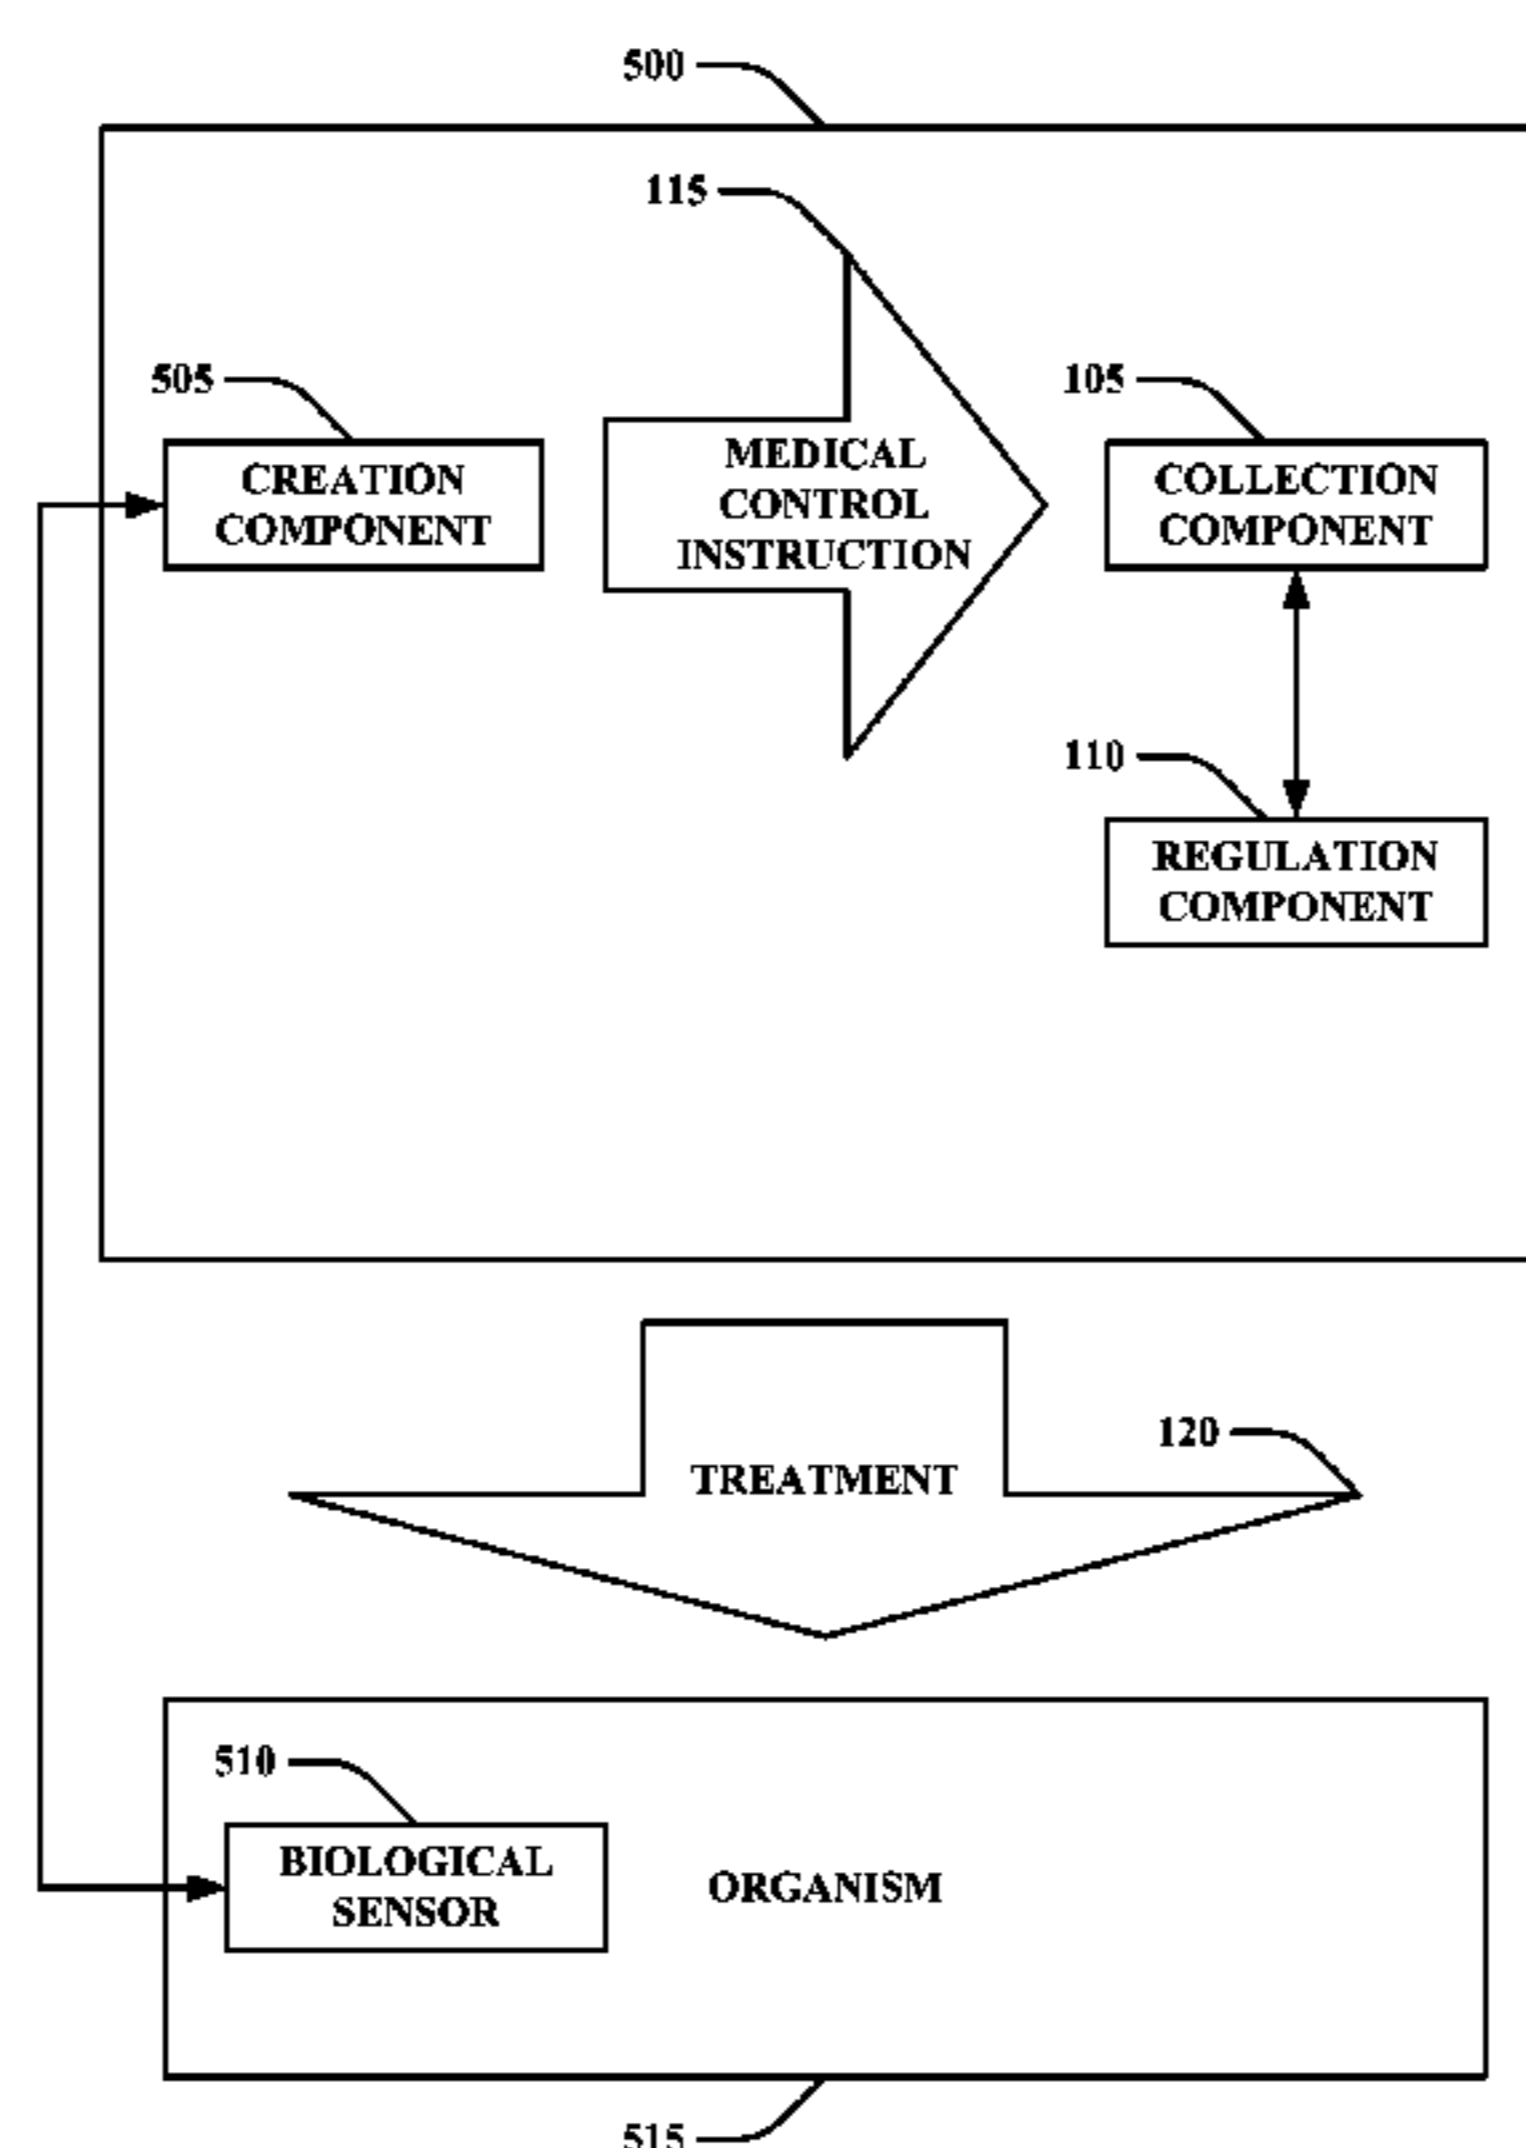 500
115
505
105
CREATION
COMPONENT
MEDICAL
CONTROL
INSTRUCTION
COLLECTION
COMPONENT
110
REGULATION
COMPONENT
120
TREATMENT
510
BIOLOGICAL
SENSOR
ORGANISM
515